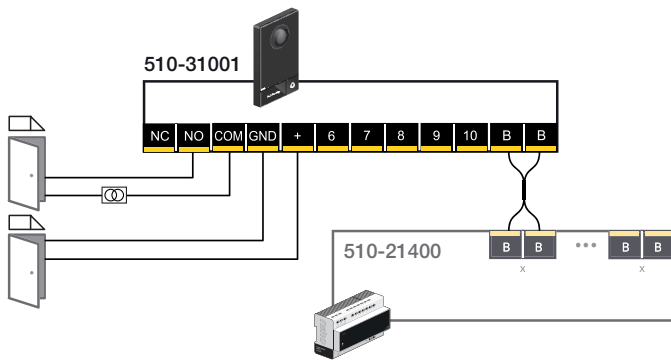 510-31001
NC NO COM GND + 6 7 8 9 10 B B
510-21400
B B ••• B B
x x